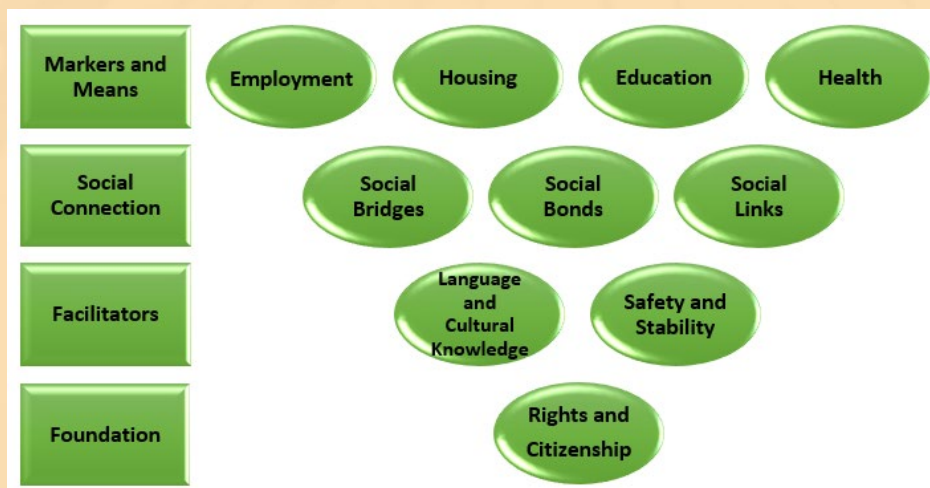 Markers and
Means
Employment
Housing
Education
Health
Social
Connection
Social
Bridges
Social
Bonds
Social
Links
Facilitators
Language
and
Cultural
Knowledge
Safety and
Stability
Foundation
Rights and
Citizenship